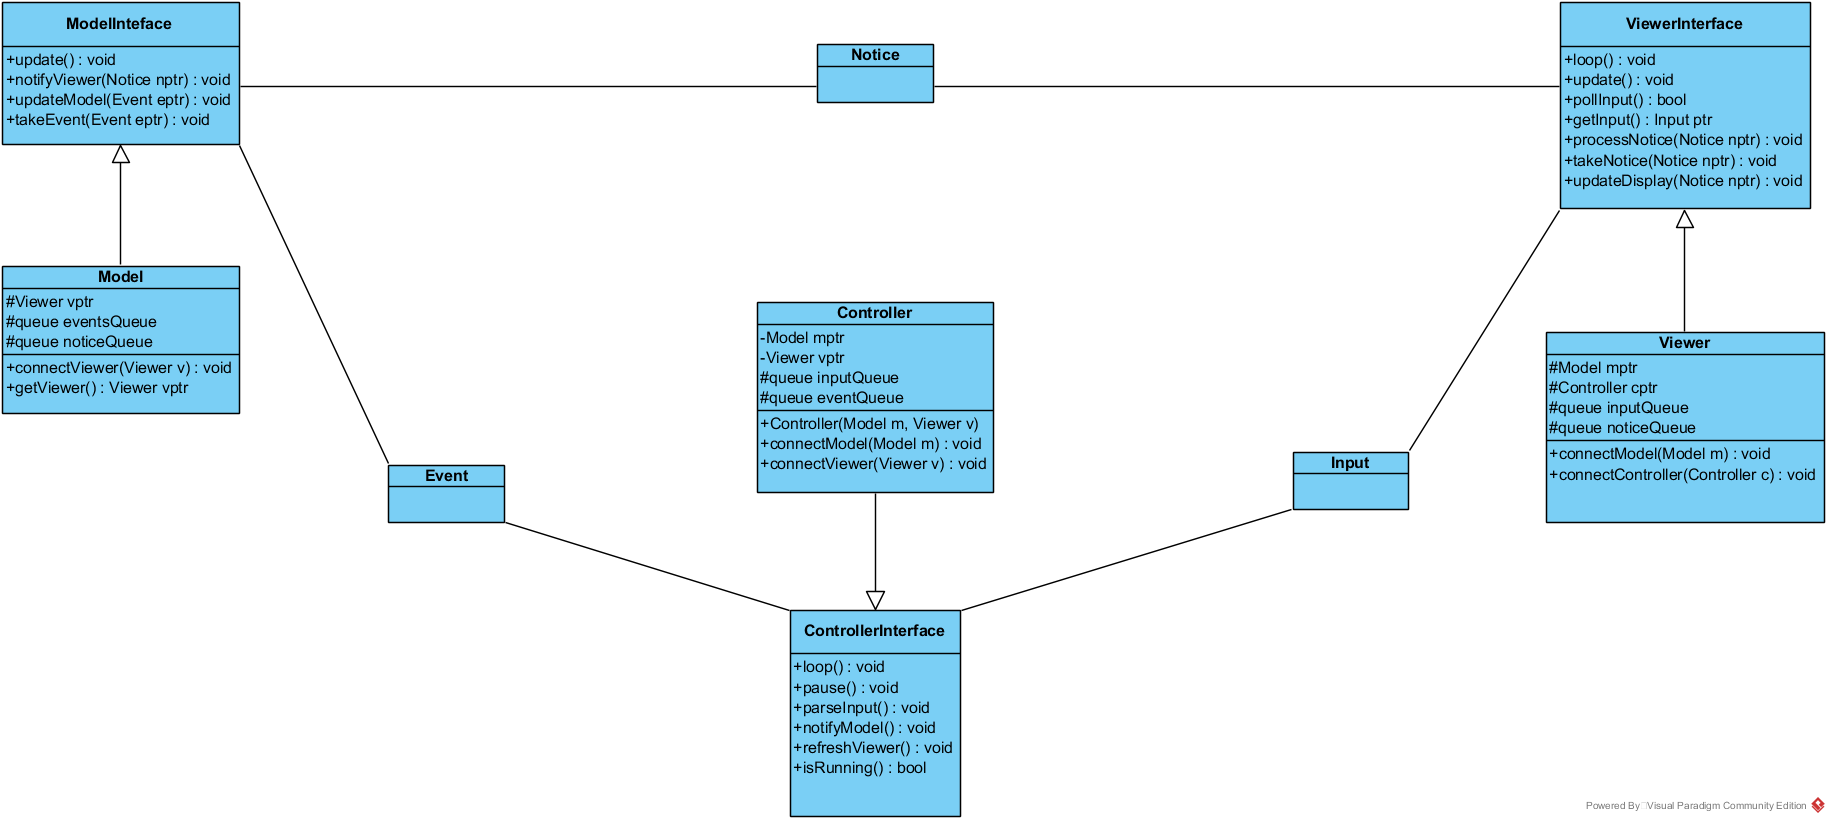 ModelInteface
+update() : void
+notifyViewer(Notice nptr) : void
+updateModel(Event eptr) : void
+takeEvent(Event eptr) : void
Notice
ViewerInterface
+loop() : void
+update() : void
+pollInput() : bool
+getInput() : Input ptr
+processNotice(Notice nptr) : void
+takeNotice(Notice nptr) : void
+updateDisplay(Notice nptr) : void
Model
#Viewer vptr
#queue eventsQueue
#queue noticeQueue
+connectViewer(Viewer v) : void
+getViewer() : Viewer vptr
Controller
-Model mptr
-Viewer vptr
#queue inputQueue
#queue eventQueue
+Controller(Model m, Viewer v)
+connectModel(Model m) : void
+connectViewer(Viewer v) : void
Viewer
#Model mptr
#Controller cptr
#queue inputQueue
#queue noticeQueue
+connectModel(Model m) : void
+connectController(Controller c) : void
Event
Input
ControllerInterface
+loop() : void
+pause() : void
+parseInput() : void
+notifyModel() : void
+refreshViewer() : void
+isRunning() : bool
Powered By Visual Paradigm Community Edition